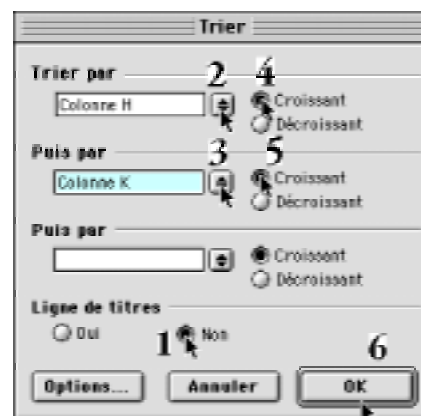 Trier
Trier par 2 4
Colonne H Croissant
Décroissant
Puis par 3 5
Colonne K Croissant
Décroissant
Puis par
Croissant
Décroissant
Ligne de titres
Oui 1 Non 6
Options... Annuler OK